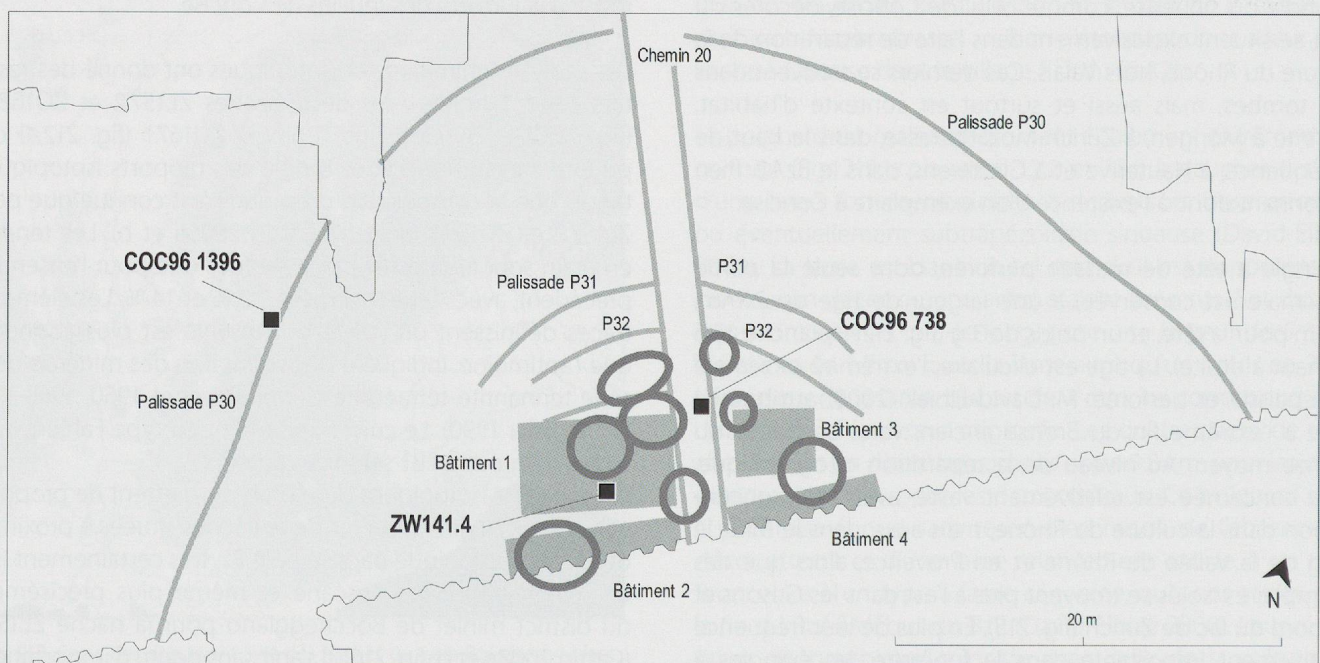 Chemin 20
Palissade P30
COC96 1396
Palissade P31
P31
P32
P32
COC96 738
Palissade P30
Bâtiment 1
Bâtiment 3
ZW141.4
Bâtiment 4
Bâtiment 2
20 m
N